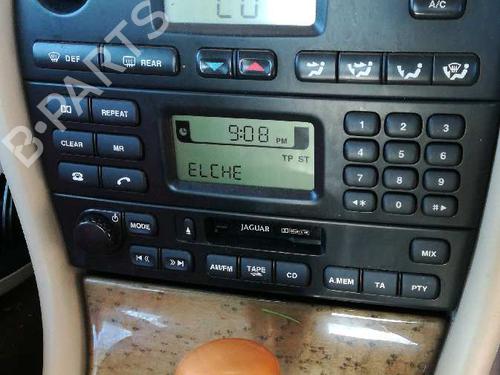 A/C
DEF
REAR
REPEAT
CLEAR
MR
9:08 PM
TP ST
ELCHE
1 2 3
4 5 6
7 8 9
◄* 0 #►
MODE
JAGUAR
MIX
AM/FM
TAPE
CD
A.MEM
TA
PTY
B-PARTS.COM